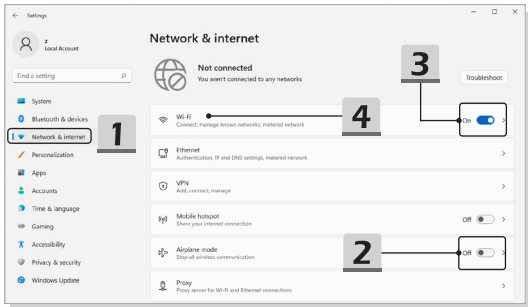 Settings
z
Local Account
Find a setting
System
Bluetooth & devices
Network & internet
Personalization
Apps
Accounts
Time & language
Gaming
Accessibility
Privacy & security
Windows Update
1
Network & internet
Not connected
You aren't connected to any networks
Troubleshoot
3
Wi-Fi
Connect, manage known networks, metered network
4
On
Ethernet
Authentication, IP and DNS settings, metered network
VPN
Add, connect, manage
Mobile hotspot
Share your internet connection
Off
Airplane mode
Stop all wireless communication
2
Off
Proxy
Proxy server for Wi-Fi and Ethernet connections